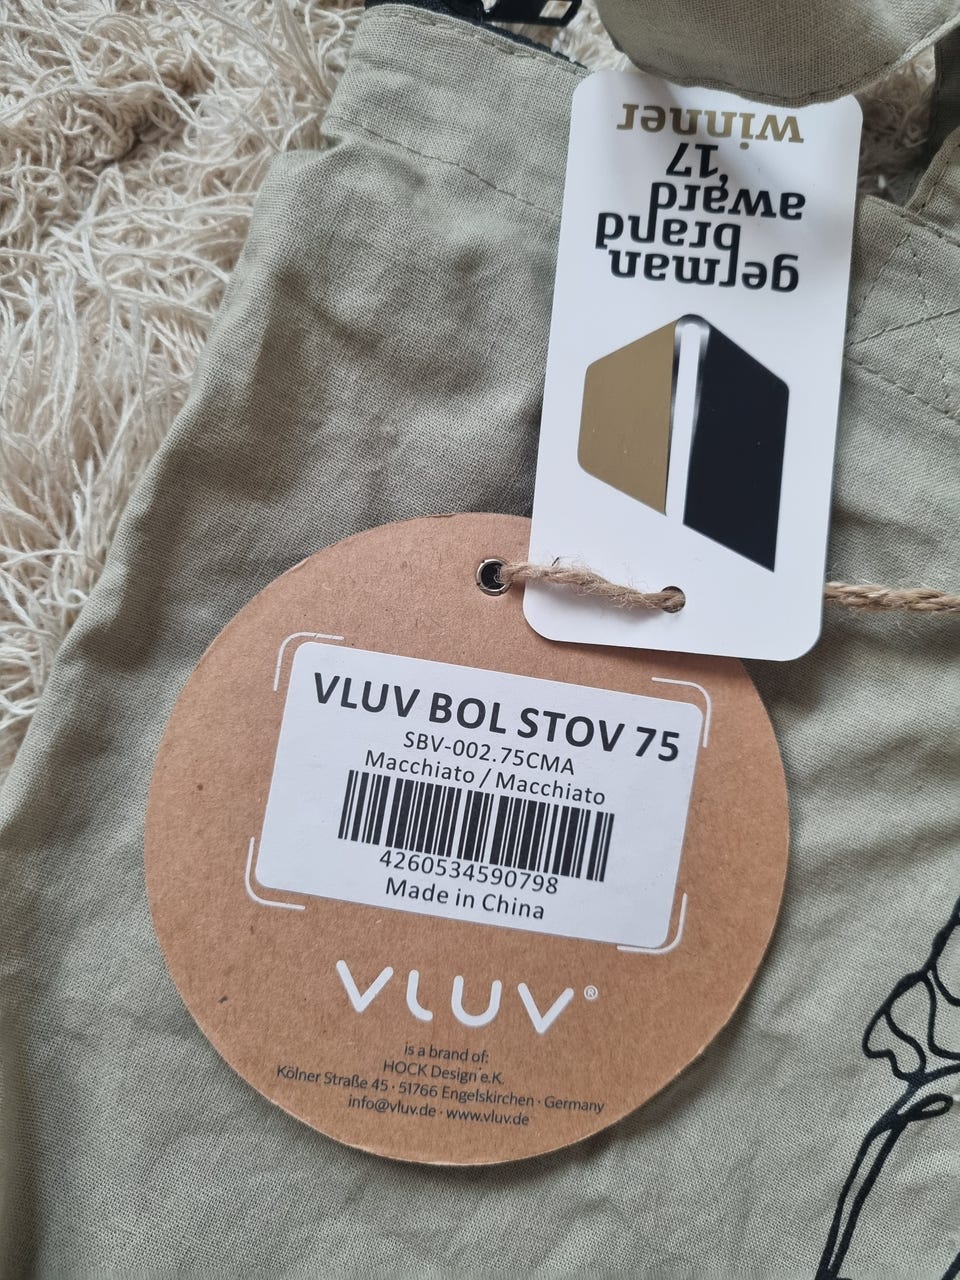 german
brand
award
'17
winner
VLUV BOL STOV 75
SBV-002.75CMA
Macchiato / Macchiato
4260534590798
Made in China
VLUV®
is a brand of:
HOCK Design e.K.
Kölner Straße 45 · 51766 Engelskirchen · Germany
info@vluv.de · www.vluv.de